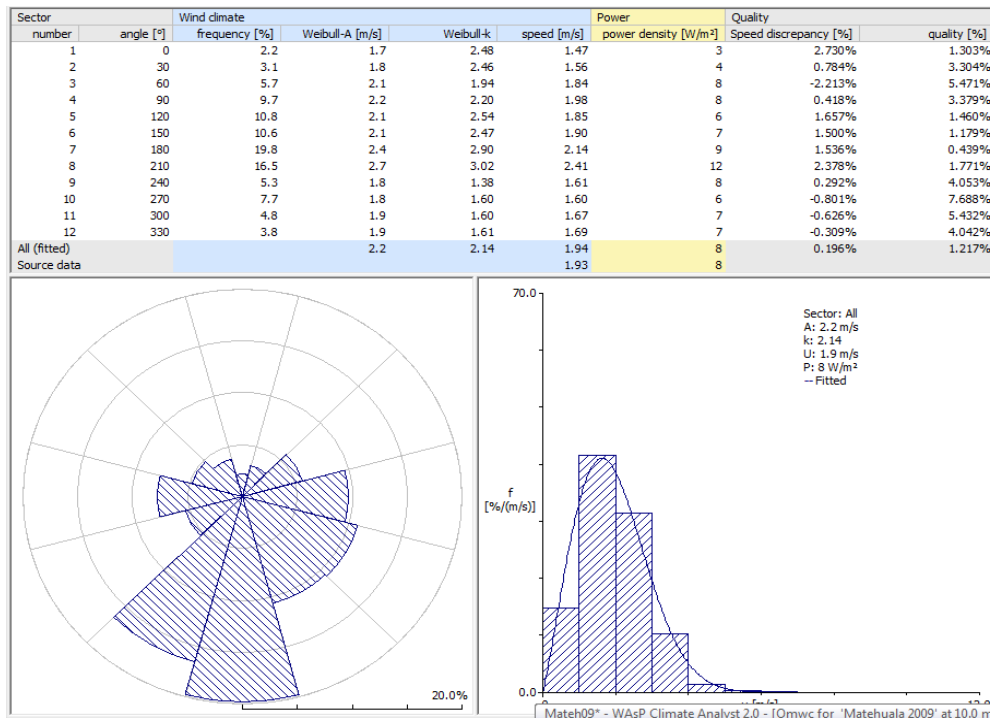 Sector Wind climate Power Quality
number angle [°] frequency [%] Weibull-A [m/s] Weibull-k speed [m/s] power density [W/m²] Speed discrepancy [%] quality [%]
1 0 2.2 1.7 2.48 1.47 3 2.730% 1.303%
2 30 3.1 1.8 2.46 1.56 4 0.784% 3.304%
3 60 5.7 2.1 1.94 1.84 8 -2.213% 5.471%
4 90 9.7 2.2 2.20 1.98 8 0.418% 3.379%
5 120 10.8 2.1 2.54 1.85 6 1.657% 1.460%
6 150 10.6 2.1 2.47 1.90 7 1.500% 1.179%
7 180 19.8 2.4 2.90 2.14 9 1.536% 0.439%
8 210 16.5 2.7 3.02 2.41 12 2.378% 1.771%
9 240 5.3 1.8 1.38 1.61 8 0.292% 4.053%
10 270 7.7 1.8 1.60 1.60 6 -0.801% 7.688%
11 300 4.8 1.9 1.60 1.67 7 -0.626% 5.432%
12 330 3.8 1.9 1.61 1.69 7 -0.309% 4.042%
All (fitted) 2.2 2.14 1.94 8 0.196% 1.217%
Source data 1.93 8
20.0%
70.0
Sector: All
A: 2.2 m/s
k: 2.14
U: 1.9 m/s
P: 8 W/m²
-- Fitted
f
[%/(m/s)]
0.0
0
Mateh09* - WAsP Climate Analyst 2.0 - [Omwc for 'Matehuala 2009' at 10.0 m